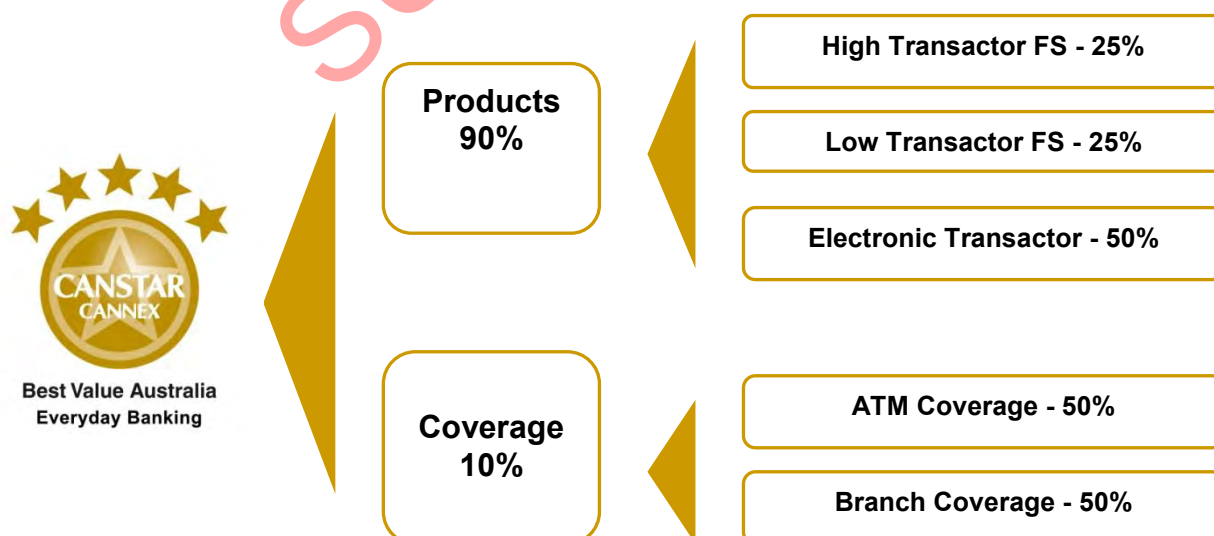 High Transactor FS - 25%
Products
90%
Low Transactor FS - 25%
Electronic Transactor - 50%
CANSTAR
CANNEX
Best Value Australia
Everyday Banking
Coverage
10%
ATM Coverage - 50%
Branch Coverage - 50%